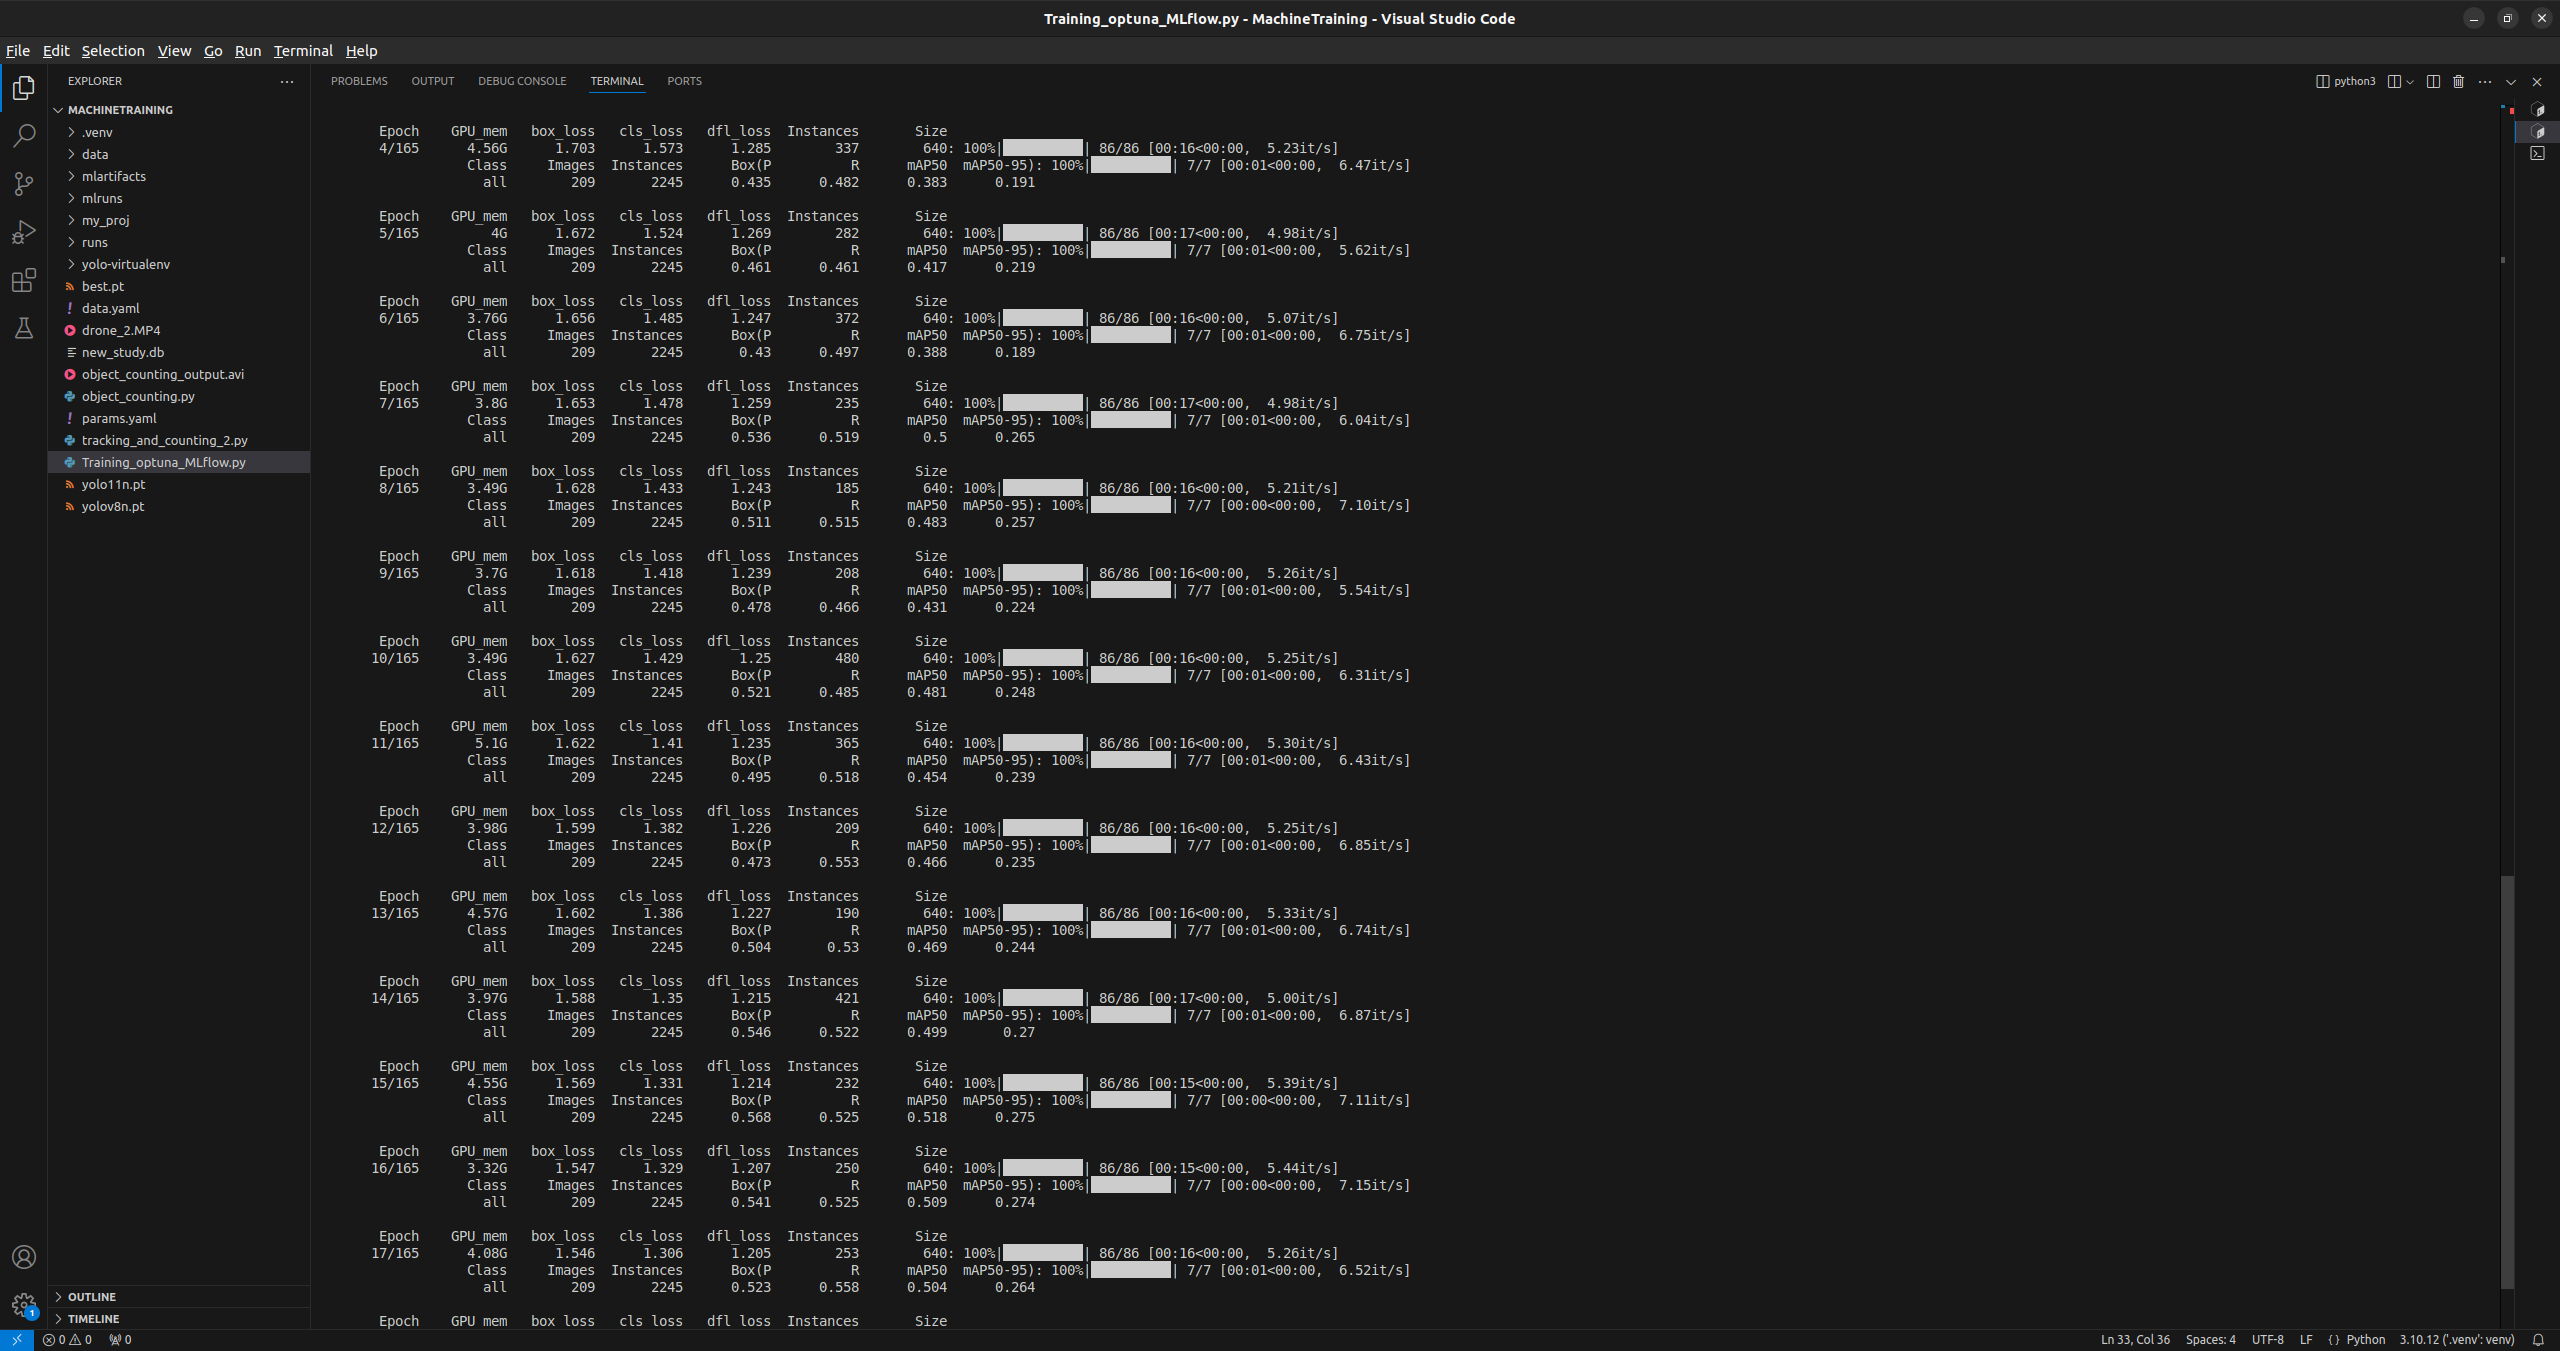 Training_optuna_MLflow.py - MachineTraining - Visual Studio Code
File Edit Selection View Go Run Terminal Help
EXPLORER
MACHINETRAINING
.venv
data
mlartifacts
mlruns
my_proj
runs
yolo-virtualenv
best.pt
data.yaml
drone_2.MP4
new_study.db
object_counting_output.avi
object_counting.py
params.yaml
tracking_and_counting_2.py
Training_optuna_MLflow.py
yolo11n.pt
yolov8n.pt
OUTLINE
TIMELINE
PROBLEMS OUTPUT DEBUG CONSOLE TERMINAL PORTS
python3
Epoch GPU_mem box_loss cls_loss dfl_loss Instances Size
4/165 4.56G 1.703 1.573 1.285 337 640: 100%|██████████| 86/86 [00:16<00:00, 5.23it/s]
Class Images Instances Box(P R mAP50 mAP50-95): 100%|██████████| 7/7 [00:01<00:00, 6.47it/s]
all 209 2245 0.435 0.482 0.383 0.191
Epoch GPU_mem box_loss cls_loss dfl_loss Instances Size
5/165 4G 1.672 1.524 1.269 282 640: 100%|██████████| 86/86 [00:17<00:00, 4.98it/s]
Class Images Instances Box(P R mAP50 mAP50-95): 100%|██████████| 7/7 [00:01<00:00, 5.62it/s]
all 209 2245 0.461 0.461 0.417 0.219
Epoch GPU_mem box_loss cls_loss dfl_loss Instances Size
6/165 3.76G 1.656 1.485 1.247 372 640: 100%|██████████| 86/86 [00:16<00:00, 5.07it/s]
Class Images Instances Box(P R mAP50 mAP50-95): 100%|██████████| 7/7 [00:01<00:00, 6.75it/s]
all 209 2245 0.43 0.497 0.388 0.189
Epoch GPU_mem box_loss cls_loss dfl_loss Instances Size
7/165 3.8G 1.653 1.478 1.259 235 640: 100%|██████████| 86/86 [00:17<00:00, 4.98it/s]
Class Images Instances Box(P R mAP50 mAP50-95): 100%|██████████| 7/7 [00:01<00:00, 6.04it/s]
all 209 2245 0.536 0.519 0.5 0.265
Epoch GPU_mem box_loss cls_loss dfl_loss Instances Size
8/165 3.49G 1.628 1.433 1.243 185 640: 100%|██████████| 86/86 [00:16<00:00, 5.21it/s]
Class Images Instances Box(P R mAP50 mAP50-95): 100%|██████████| 7/7 [00:00<00:00, 7.10it/s]
all 209 2245 0.511 0.515 0.483 0.257
Epoch GPU_mem box_loss cls_loss dfl_loss Instances Size
9/165 3.7G 1.618 1.418 1.239 208 640: 100%|██████████| 86/86 [00:16<00:00, 5.26it/s]
Class Images Instances Box(P R mAP50 mAP50-95): 100%|██████████| 7/7 [00:01<00:00, 5.54it/s]
all 209 2245 0.478 0.466 0.431 0.224
Epoch GPU_mem box_loss cls_loss dfl_loss Instances Size
10/165 3.49G 1.627 1.429 1.25 480 640: 100%|██████████| 86/86 [00:16<00:00, 5.25it/s]
Class Images Instances Box(P R mAP50 mAP50-95): 100%|██████████| 7/7 [00:01<00:00, 6.31it/s]
all 209 2245 0.521 0.485 0.481 0.248
Epoch GPU_mem box_loss cls_loss dfl_loss Instances Size
11/165 5.1G 1.622 1.41 1.235 365 640: 100%|██████████| 86/86 [00:16<00:00, 5.30it/s]
Class Images Instances Box(P R mAP50 mAP50-95): 100%|██████████| 7/7 [00:01<00:00, 6.43it/s]
all 209 2245 0.495 0.518 0.454 0.239
Epoch GPU_mem box_loss cls_loss dfl_loss Instances Size
12/165 3.98G 1.599 1.382 1.226 209 640: 100%|██████████| 86/86 [00:16<00:00, 5.25it/s]
Class Images Instances Box(P R mAP50 mAP50-95): 100%|██████████| 7/7 [00:01<00:00, 6.85it/s]
all 209 2245 0.473 0.553 0.466 0.235
Epoch GPU_mem box_loss cls_loss dfl_loss Instances Size
13/165 4.57G 1.602 1.386 1.227 190 640: 100%|██████████| 86/86 [00:16<00:00, 5.33it/s]
Class Images Instances Box(P R mAP50 mAP50-95): 100%|██████████| 7/7 [00:01<00:00, 6.74it/s]
all 209 2245 0.504 0.53 0.469 0.244
Epoch GPU_mem box_loss cls_loss dfl_loss Instances Size
14/165 3.97G 1.588 1.35 1.215 421 640: 100%|██████████| 86/86 [00:17<00:00, 5.00it/s]
Class Images Instances Box(P R mAP50 mAP50-95): 100%|██████████| 7/7 [00:01<00:00, 6.87it/s]
all 209 2245 0.546 0.522 0.499 0.27
Epoch GPU_mem box_loss cls_loss dfl_loss Instances Size
15/165 4.55G 1.569 1.331 1.214 232 640: 100%|██████████| 86/86 [00:15<00:00, 5.39it/s]
Class Images Instances Box(P R mAP50 mAP50-95): 100%|██████████| 7/7 [00:00<00:00, 7.11it/s]
all 209 2245 0.568 0.525 0.518 0.275
Epoch GPU_mem box_loss cls_loss dfl_loss Instances Size
16/165 3.32G 1.547 1.329 1.207 250 640: 100%|██████████| 86/86 [00:15<00:00, 5.44it/s]
Class Images Instances Box(P R mAP50 mAP50-95): 100%|██████████| 7/7 [00:00<00:00, 7.15it/s]
all 209 2245 0.541 0.525 0.509 0.274
Epoch GPU_mem box_loss cls_loss dfl_loss Instances Size
17/165 4.08G 1.546 1.306 1.205 253 640: 100%|██████████| 86/86 [00:16<00:00, 5.26it/s]
Class Images Instances Box(P R mAP50 mAP50-95): 100%|██████████| 7/7 [00:01<00:00, 6.52it/s]
all 209 2245 0.523 0.558 0.504 0.264
Epoch GPU_mem box_loss cls_loss dfl_loss Instances Size
1
0 0 0 Ln 33, Col 36 Spaces: 4 UTF-8 LF { } Python 3.10.12 ('.venv': venv)